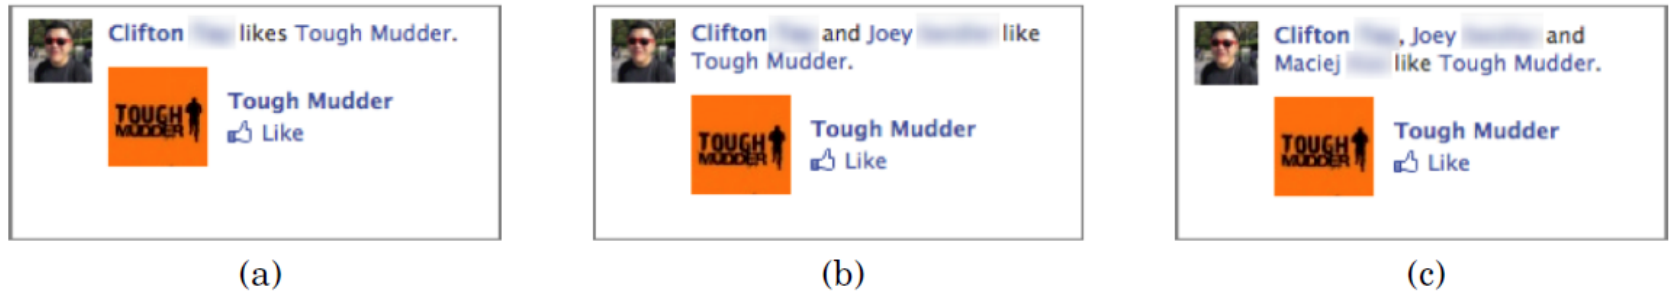 Clifton likes Tough Mudder.
TOUGH
MUDDER
Tough Mudder
Like
(a)
Clifton and Joey like
Tough Mudder.
TOUGH
MUDDER
Tough Mudder
Like
(b)
Clifton , Joey and
Maciej like Tough Mudder.
TOUGH
MUDDER
Tough Mudder
Like
(c)